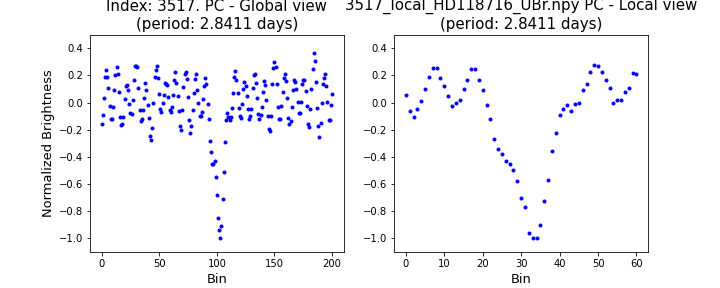 Index: 3517. PC - Global view
(period: 2.8411 days)
3517_local_HD118716_UBr.npy PC - Local view
(period: 2.8411 days)
Normalized Brightness
0.4
0.2
0.0
−0.2
−0.4
−0.6
−0.8
−1.0
0 50 100 150 200
Bin
0.4
0.2
0.0
−0.2
−0.4
−0.6
−0.8
−1.0
0 10 20 30 40 50 60
Bin